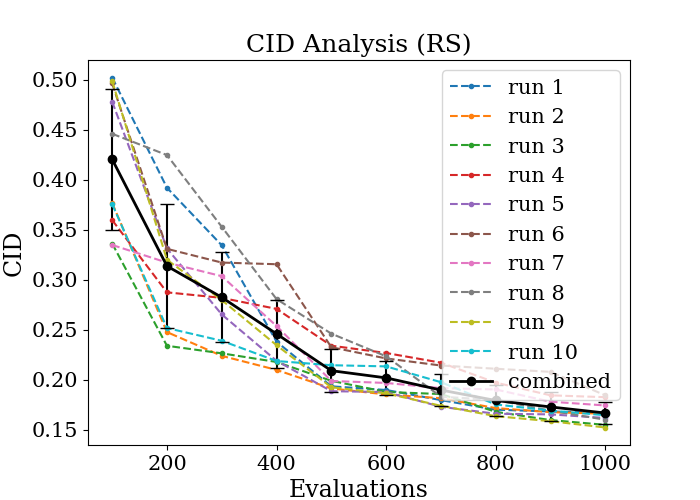 CID Analysis (RS)
0.50
0.45
0.40
0.35
0.30
0.25
0.20
0.15
CID
200
400
600
800
1000
Evaluations
run 1
run 2
run 3
run 4
run 5
run 6
run 7
run 8
run 9
run 10
combined